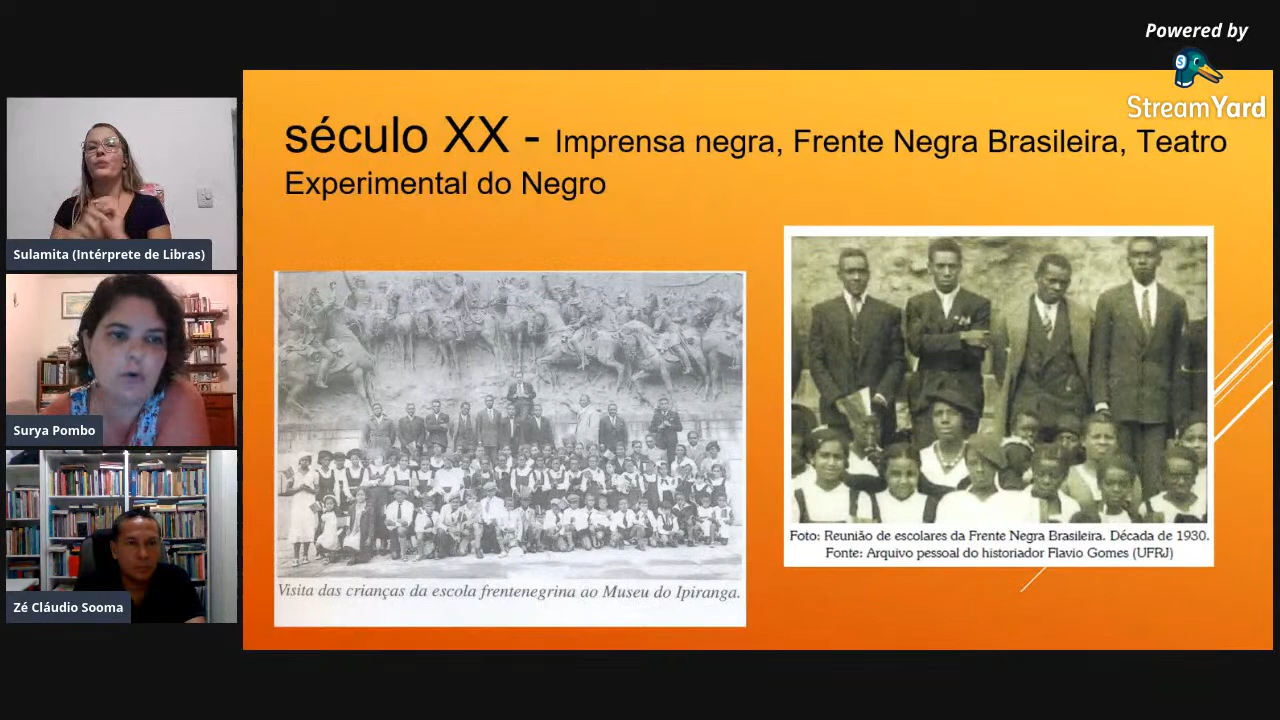 Powered by
StreamYard
século XX - Imprensa negra, Frente Negra Brasileira, Teatro
Experimental do Negro
Sulamita (Intérprete de Libras)
Surya Pombo
Zé Cláudio Sooma
Visita das crianças da escola frentenegrina ao Museu do Ipiranga.
Foto: Reunião de escolares da Frente Negra Brasileira. Década de 1930.
Fonte: Arquivo pessoal do historiador Flavio Gomes (UFRJ)